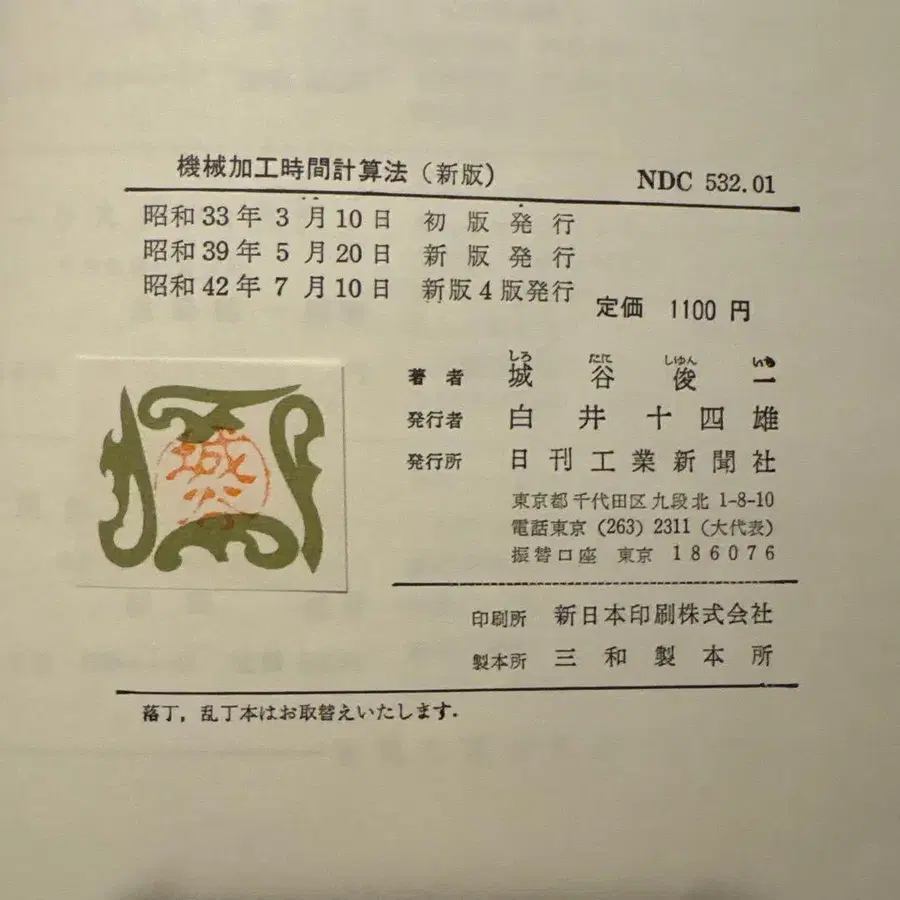 機械加工時間計算法(新版)
NDC 532.01
昭和33年 3月10日 初版発行
昭和39年 5月20日 新版発行
昭和42年 7月10日 新版4版発行
定価 1100円
しろ たに しゆん いち
著者 城谷俊一
発行者 白井十四雄
発行所 日刊工業新聞社
東京都千代田区九段北 1-8-10
電話東京 (263) 2311 (大代表)
振替口座 東京 186076
城谷
印刷所 新日本印刷株式会社
製本所 三和製本所
落丁,乱丁本はお取替えいたします.